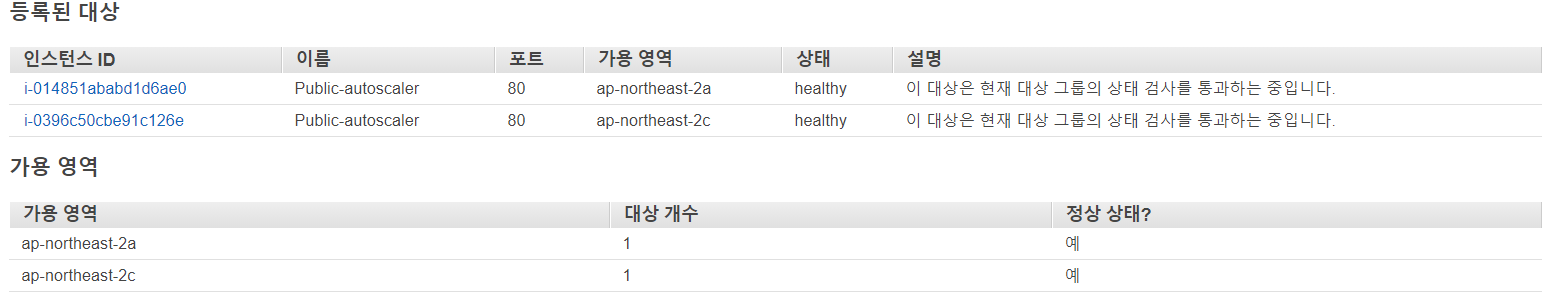 등록된 대상
인스턴스 ID 이름 포트 가용 영역 상태 설명
i-014851ababd1d6ae0 Public-autoscaler 80 ap-northeast-2a healthy 이 대상은 현재 대상 그룹의 상태 검사를 통과하는 중입니다.
i-0396c50cbe91c126e Public-autoscaler 80 ap-northeast-2c healthy 이 대상은 현재 대상 그룹의 상태 검사를 통과하는 중입니다.
가용 영역
가용 영역 대상 개수 정상 상태?
ap-northeast-2a 1 예
ap-northeast-2c 1 예